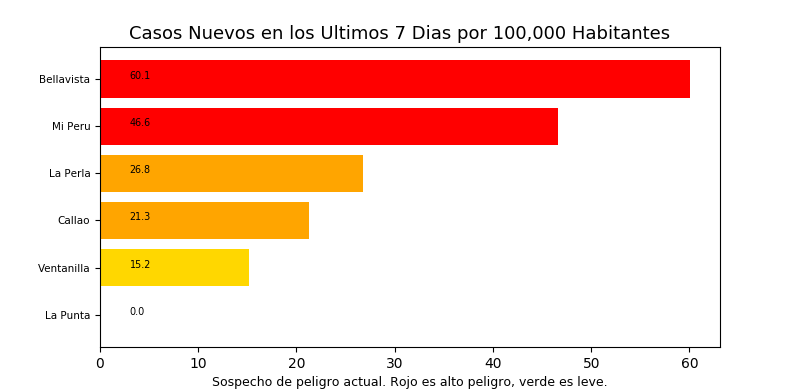 Casos Nuevos en los Ultimos 7 Dias por 100,000 Habitantes
Bellavista 60.1
Mi Peru 46.6
La Perla 26.8
Callao 21.3
Ventanilla 15.2
La Punta 0.0
0 10 20 30 40 50 60
Sospecho de peligro actual. Rojo es alto peligro, verde es leve.